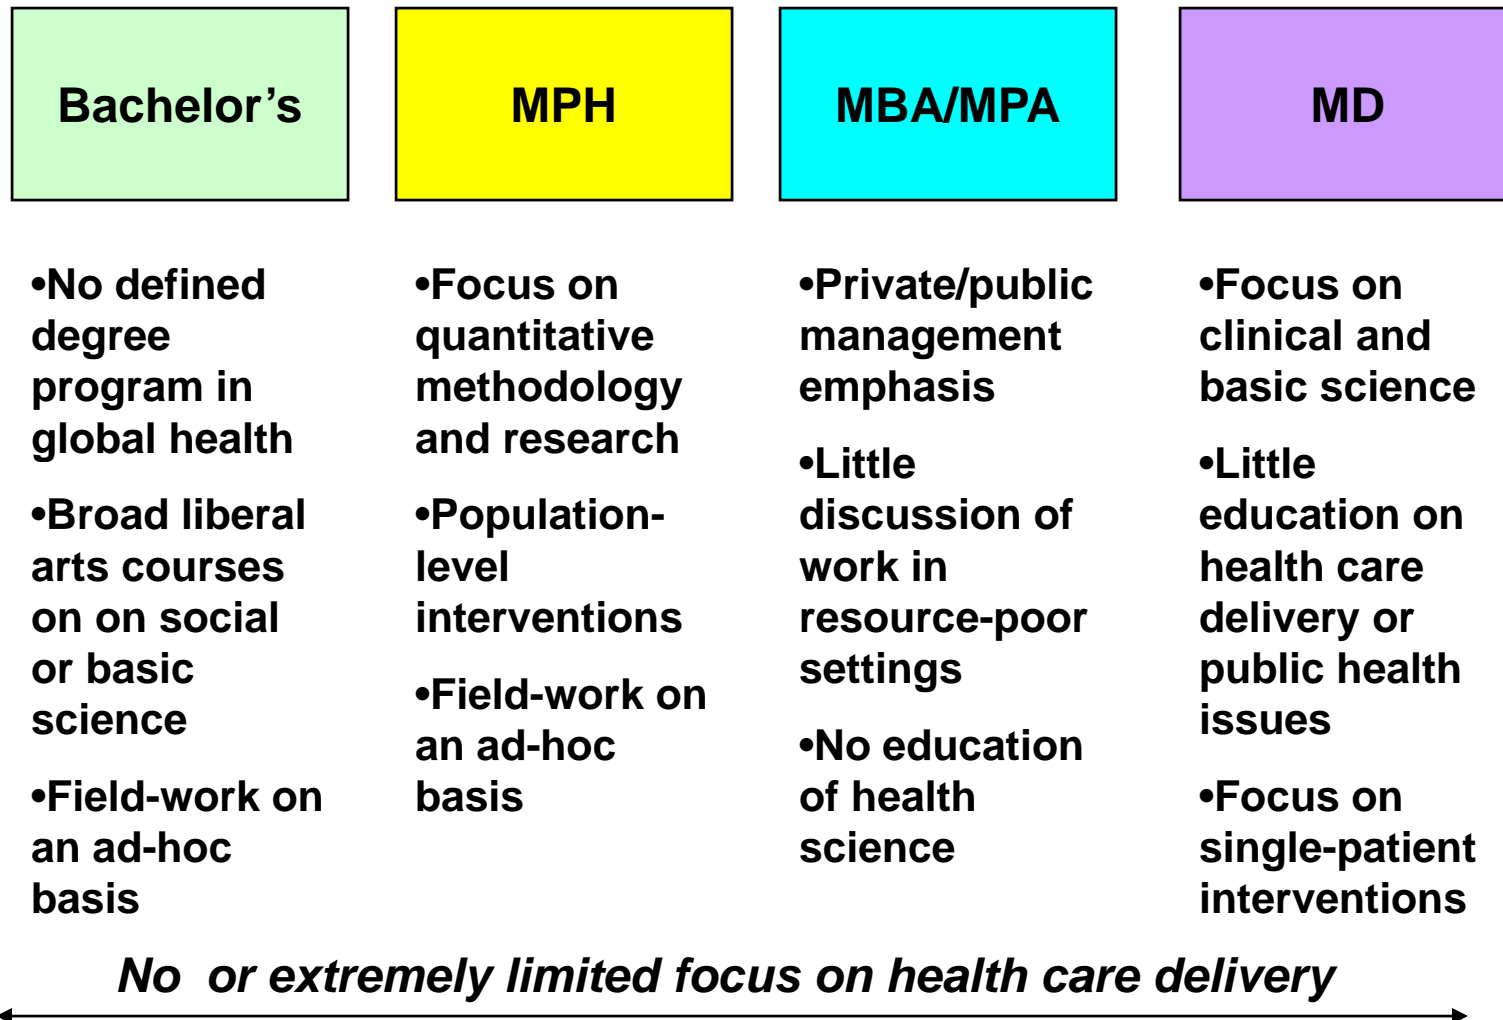 Bachelor’s
•No defined
degree
program in
global health
•Broad liberal
arts courses
on on social
or basic
science
•Field-work on
an ad-hoc
basis
MPH
•Focus on
quantitative
methodology
and research
•Population-
level
interventions
•Field-work on
an ad-hoc
basis
MBA/MPA
•Private/public
management
emphasis
•Little
discussion of
work in
resource-poor
settings
•No education
of health
science
MD
•Focus on
clinical and
basic science
•Little
education on
health care
delivery or
public health
issues
•Focus on
single-patient
interventions
No  or extremely limited focus on health care delivery